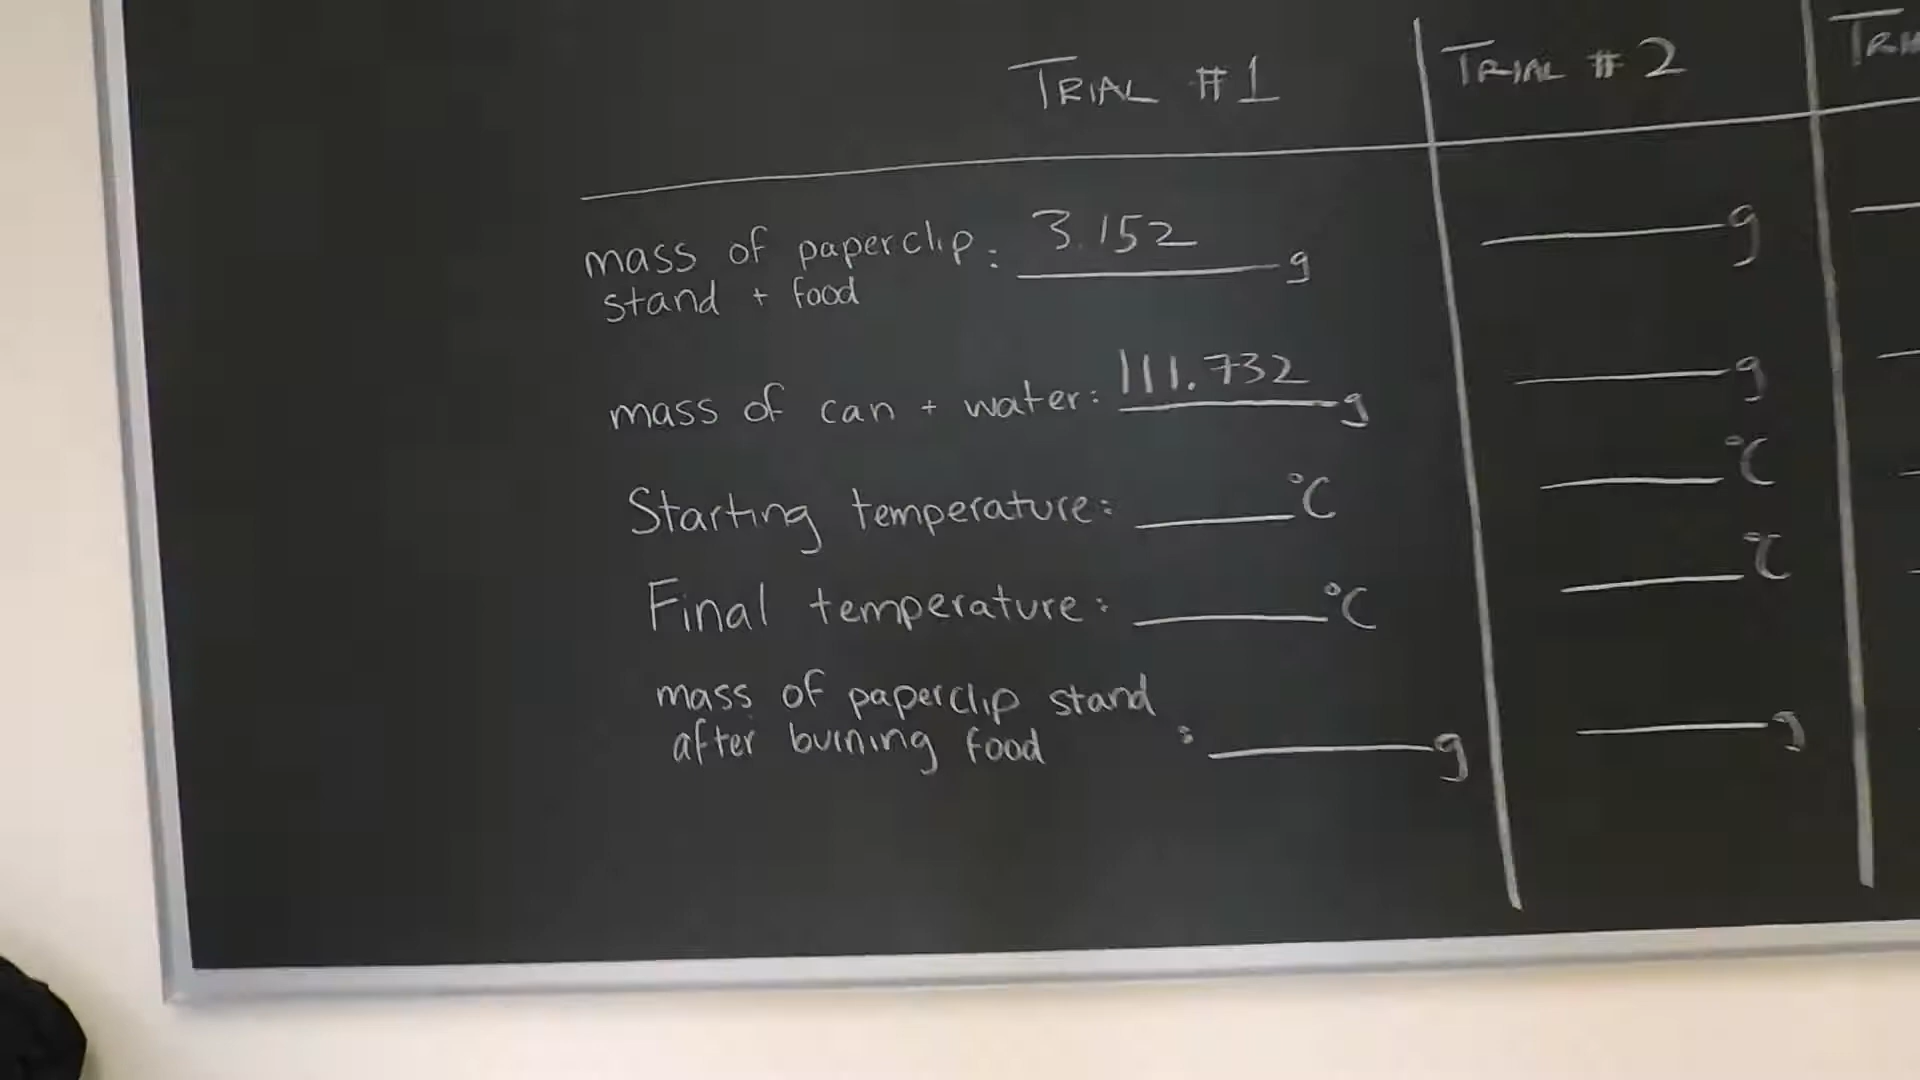 TRIAL #1 TRIAL #2
mass of paperclip: 3.152 g g
stand + food
mass of can + water: 111.732 g g
Starting temperature: °C °C
Final temperature: °C °C
mass of paperclip stand
after burning food : g g